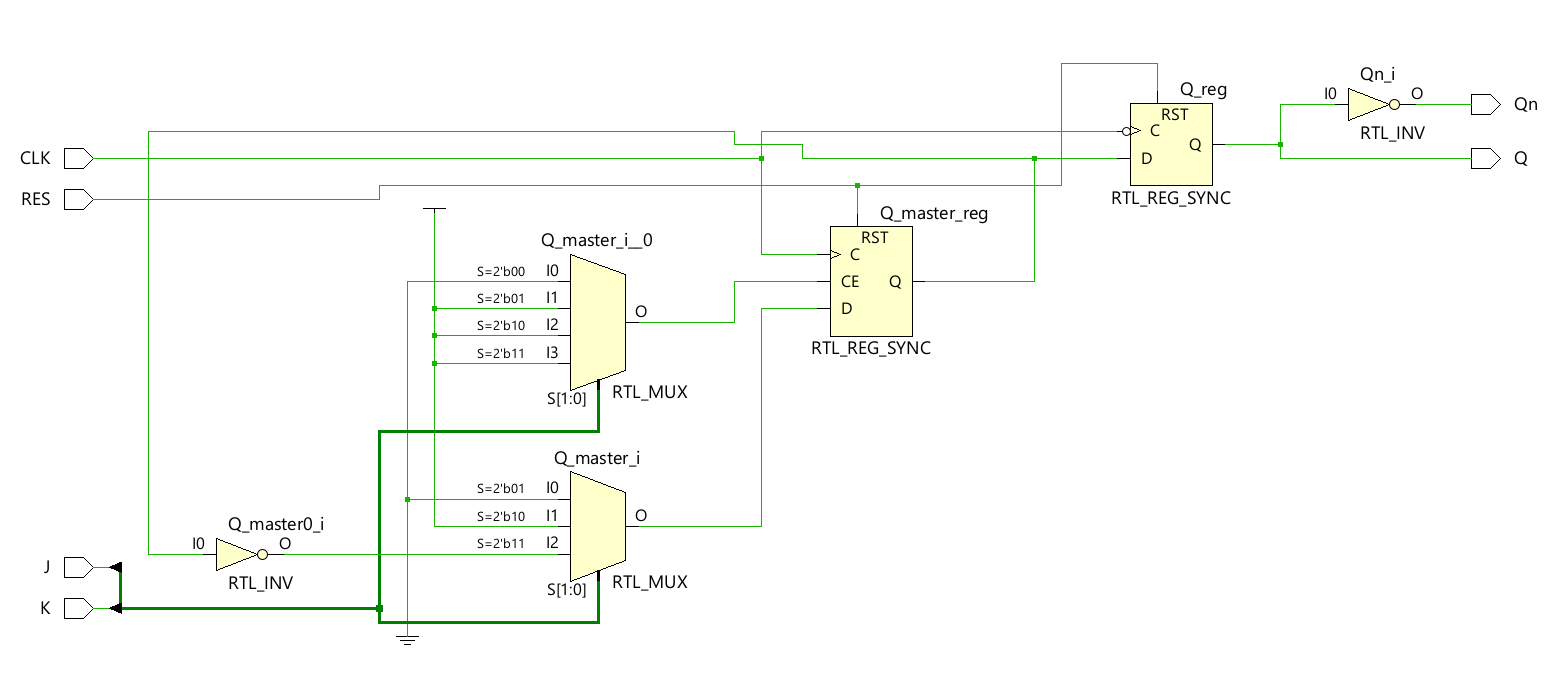 Qn_i
Q_reg
I0
O
Qn
RST
RTL_INV
C
Q
CLK
D
Q
RTL_REG_SYNC
RES
Q_master_reg
RST
Q_master_i__0
C
S=2'b00
I0
CE
Q
S=2'b01
I1
O
D
S=2'b10
I2
RTL_REG_SYNC
S=2'b11
I3
S[1:0]
RTL_MUX
Q_master_i
S=2'b01
I0
S=2'b10
I1
O
Q_master0_i
S=2'b11
I2
I0
O
J
RTL_INV
S[1:0]
RTL_MUX
K